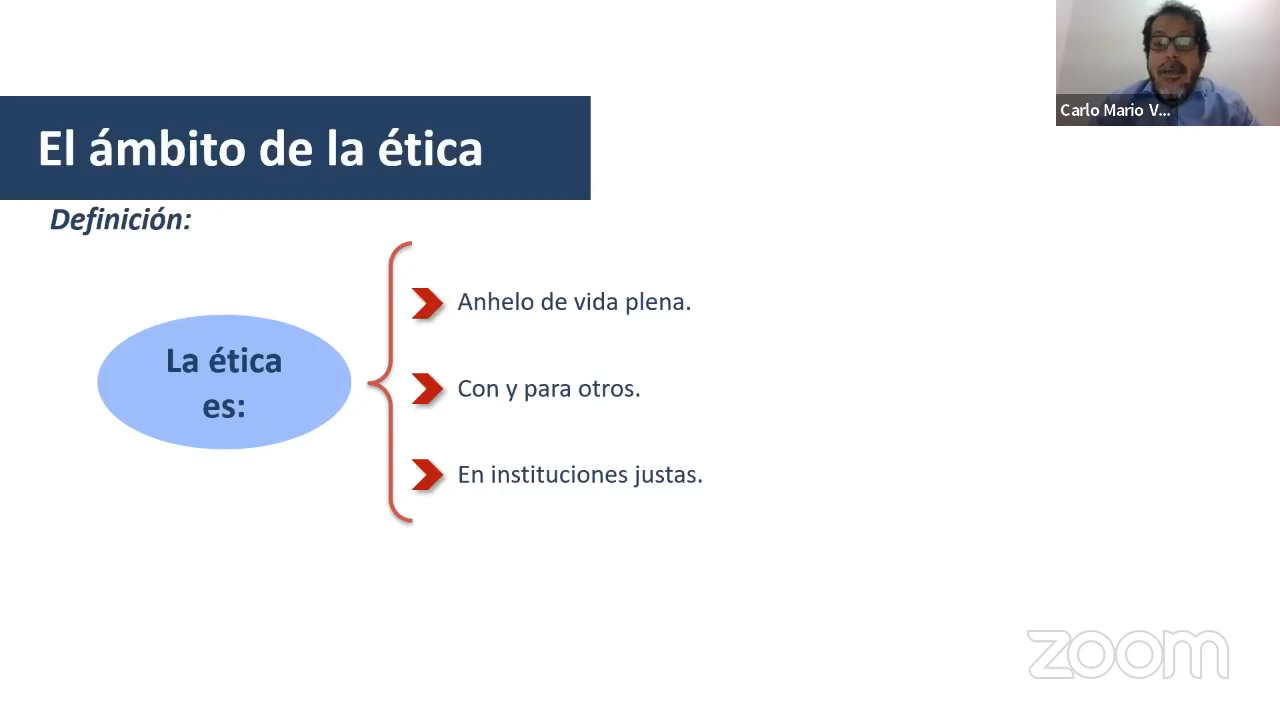 Carlo Mario V...
El ámbito de la ética
Definición:
La ética
es:
Anhelo de vida plena.
Con y para otros.
En instituciones justas.
zoom